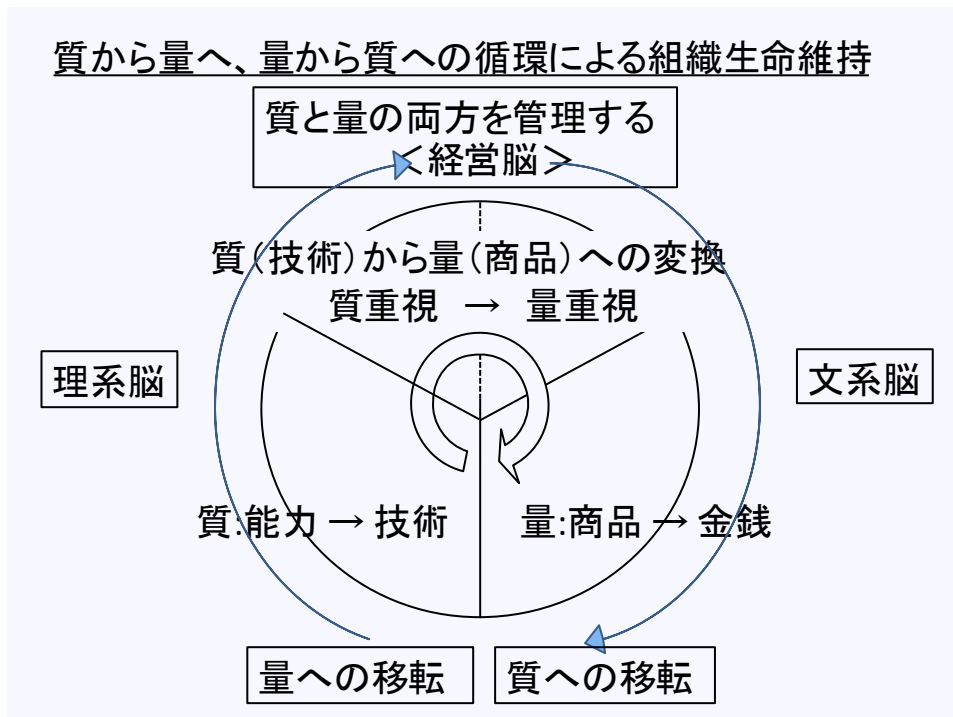 質から量へ、量から質への循環による組織生命維持
質と量の両方を管理する
＜経営脳＞
質（技術）から量（商品）への変換
質重視　→　量重視
理系脳
文系脳
質:能力 → 技術
量:商品 → 金銭
量への移転
質への移転